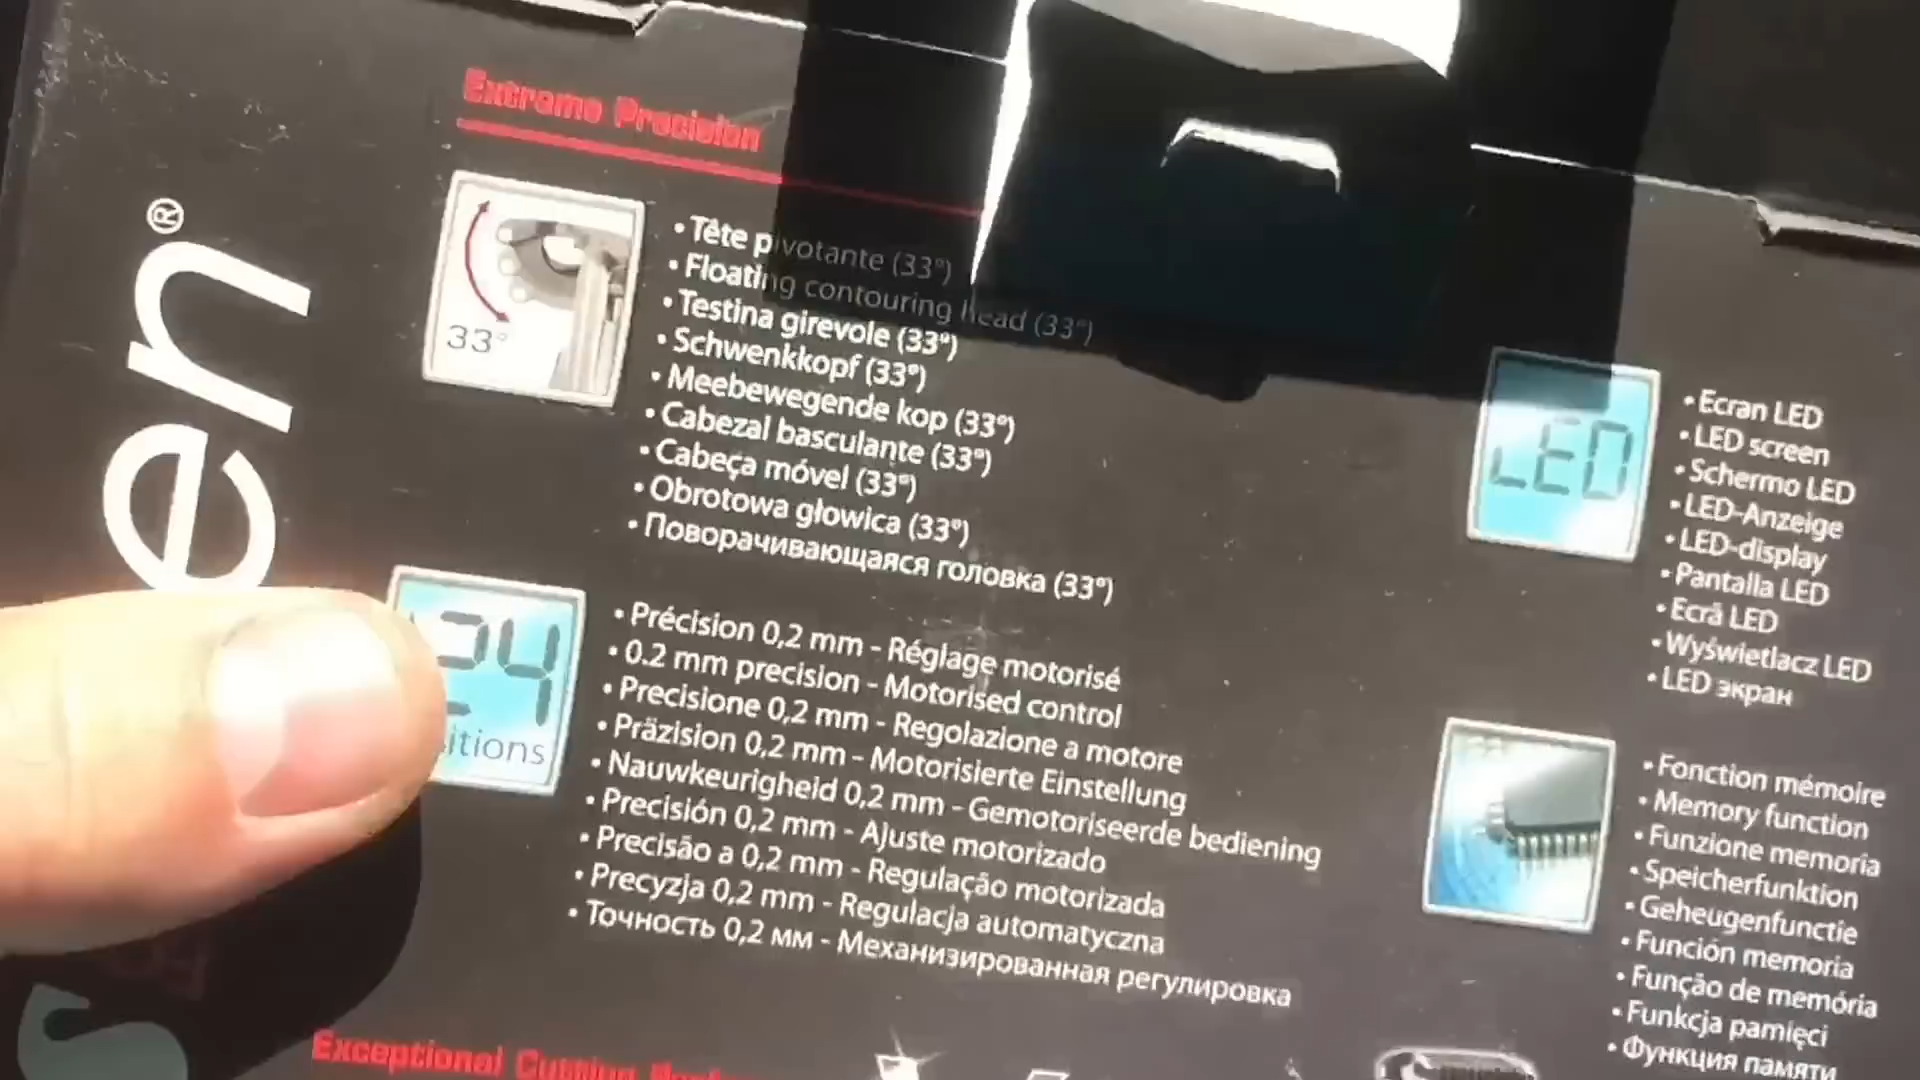 Extreme Precision
en®
33°
• Tête pivotante (33°)
• Floating contouring head (33°)
• Testina girevole (33°)
• Schwenkkopf (33°)
• Meebewegende kop (33°)
• Cabezal basculante (33°)
• Cabeça móvel (33°)
• Obrotowa głowica (33°)
• Поворачивающаяся головка (33°)
LED
• Ecran LED
• LED screen
• Schermo LED
• LED-Anzeige
• LED-display
• Pantalla LED
• Ecrã LED
• Wyświetlacz LED
• LED экран
24
itions
• Précision 0,2 mm - Réglage motorisé
• 0.2 mm precision - Motorised control
• Precisione 0,2 mm - Regolazione a motore
• Präzision 0,2 mm - Motorisierte Einstellung
• Nauwkeurigheid 0,2 mm - Gemotoriseerde bediening
• Precisión 0,2 mm - Ajuste motorizado
• Precisão a 0,2 mm - Regulação motorizada
• Precyzja 0,2 mm - Regulacja automatyczna
• Точность 0,2 мм - Механизированная регулировка
• Fonction mémoire
• Memory function
• Funzione memoria
• Speicherfunktion
• Geheugenfunctie
• Función memoria
• Função de memória
• Funkcja pamięci
• Функция памяти
Exceptional Cutting